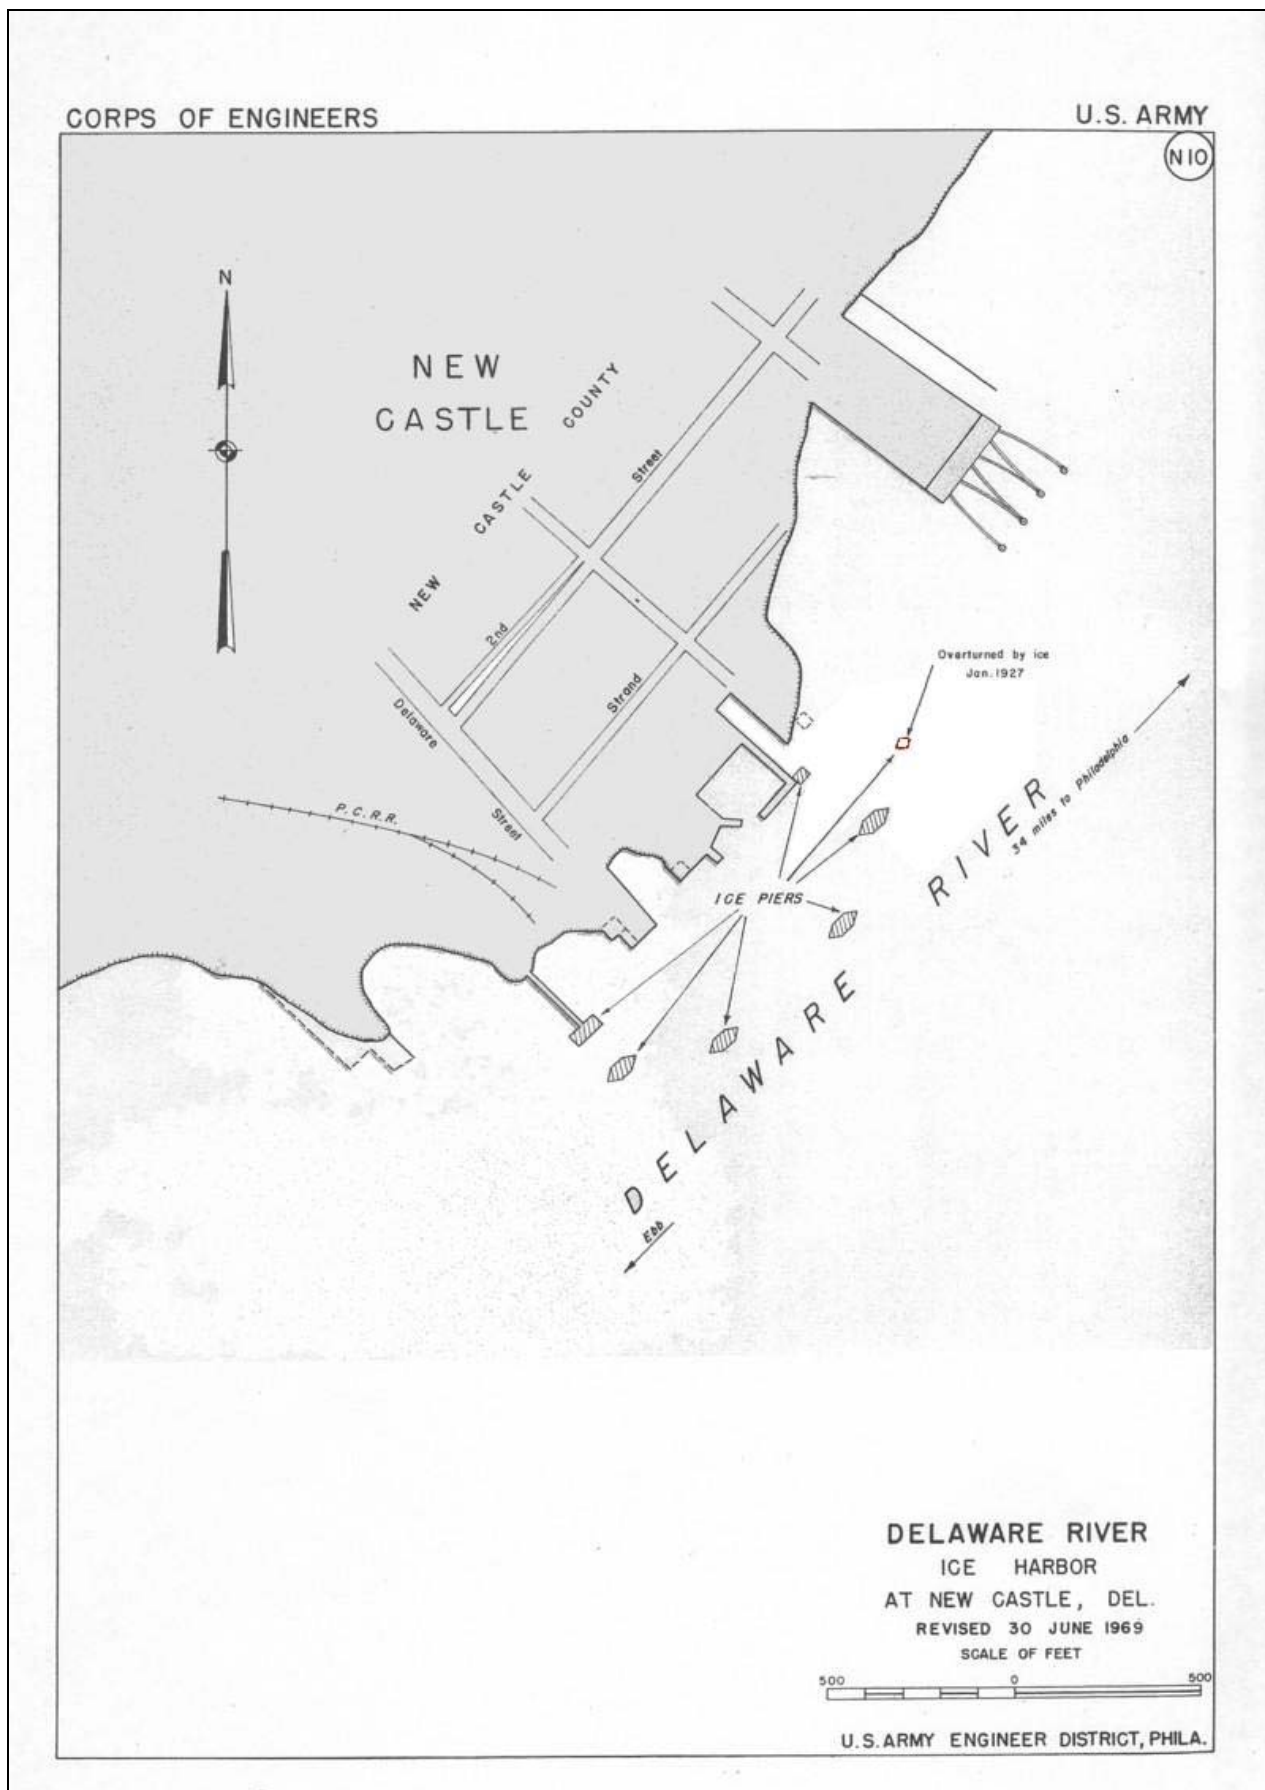 CORPS OF ENGINEERS
U.S. ARMY
N10
N
NEW
CASTLE
NEW CASTLE COUNTY
Street
2nd
Strand
Delaware
Street
P.C.R.R.
Overturned by ice
Jan. 1927
34 miles to Philadelphia
ICE PIERS
DELAWARE RIVER
Ebb
DELAWARE RIVER
ICE HARBOR
AT NEW CASTLE, DEL.
REVISED 30 JUNE 1969
SCALE OF FEET
500 0 500
U.S. ARMY ENGINEER DISTRICT, PHILA.